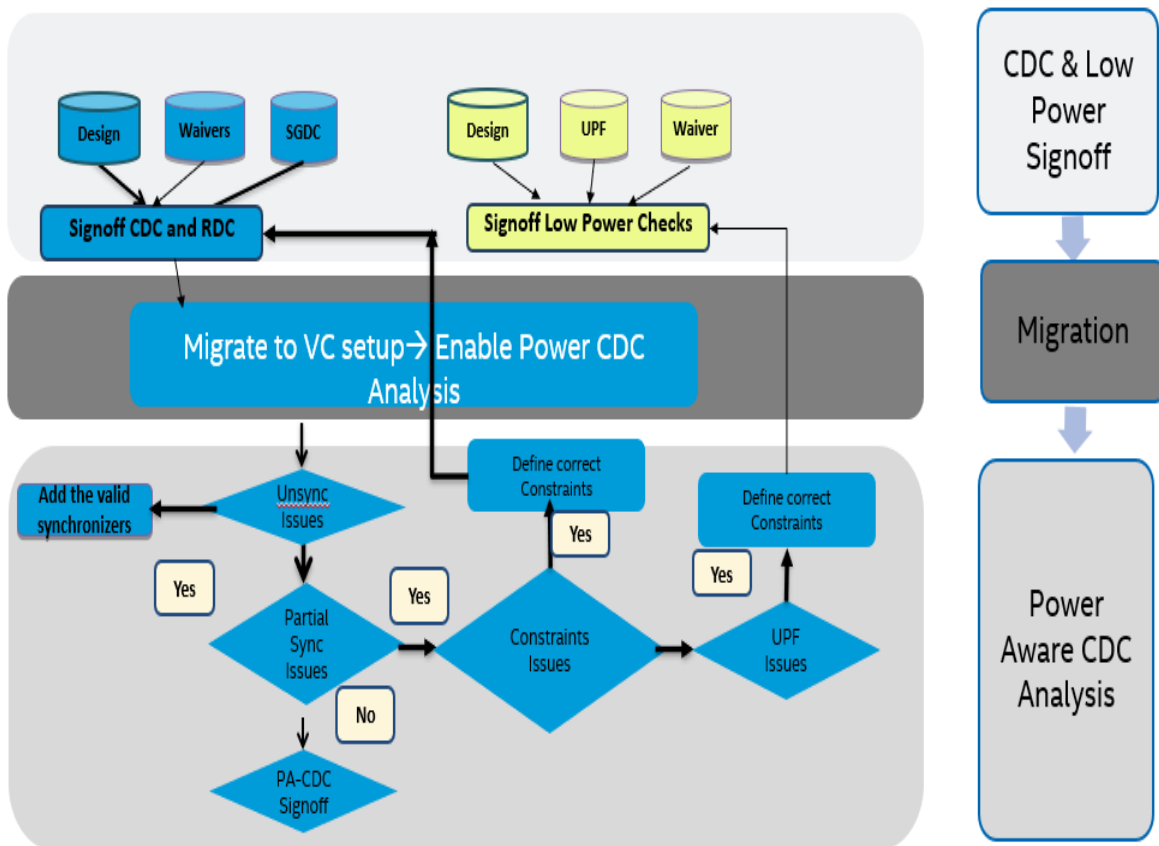 Design
Waivers
SGDC
Design
UPF
Waiver
Signoff CDC and RDC
Signoff Low Power Checks
Migrate to VC setup→ Enable Power CDC
Analysis
Unsync
Issues
Add the valid
synchronizers
Define correct
Constraints
Define correct
Constraints
Yes
Yes
Yes
Yes
Partial
Sync
Issues
Constraints
Issues
UPF
Issues
No
PA-CDC
Signoff
CDC & Low
Power
Signoff
Migration
Power
Aware CDC
Analysis